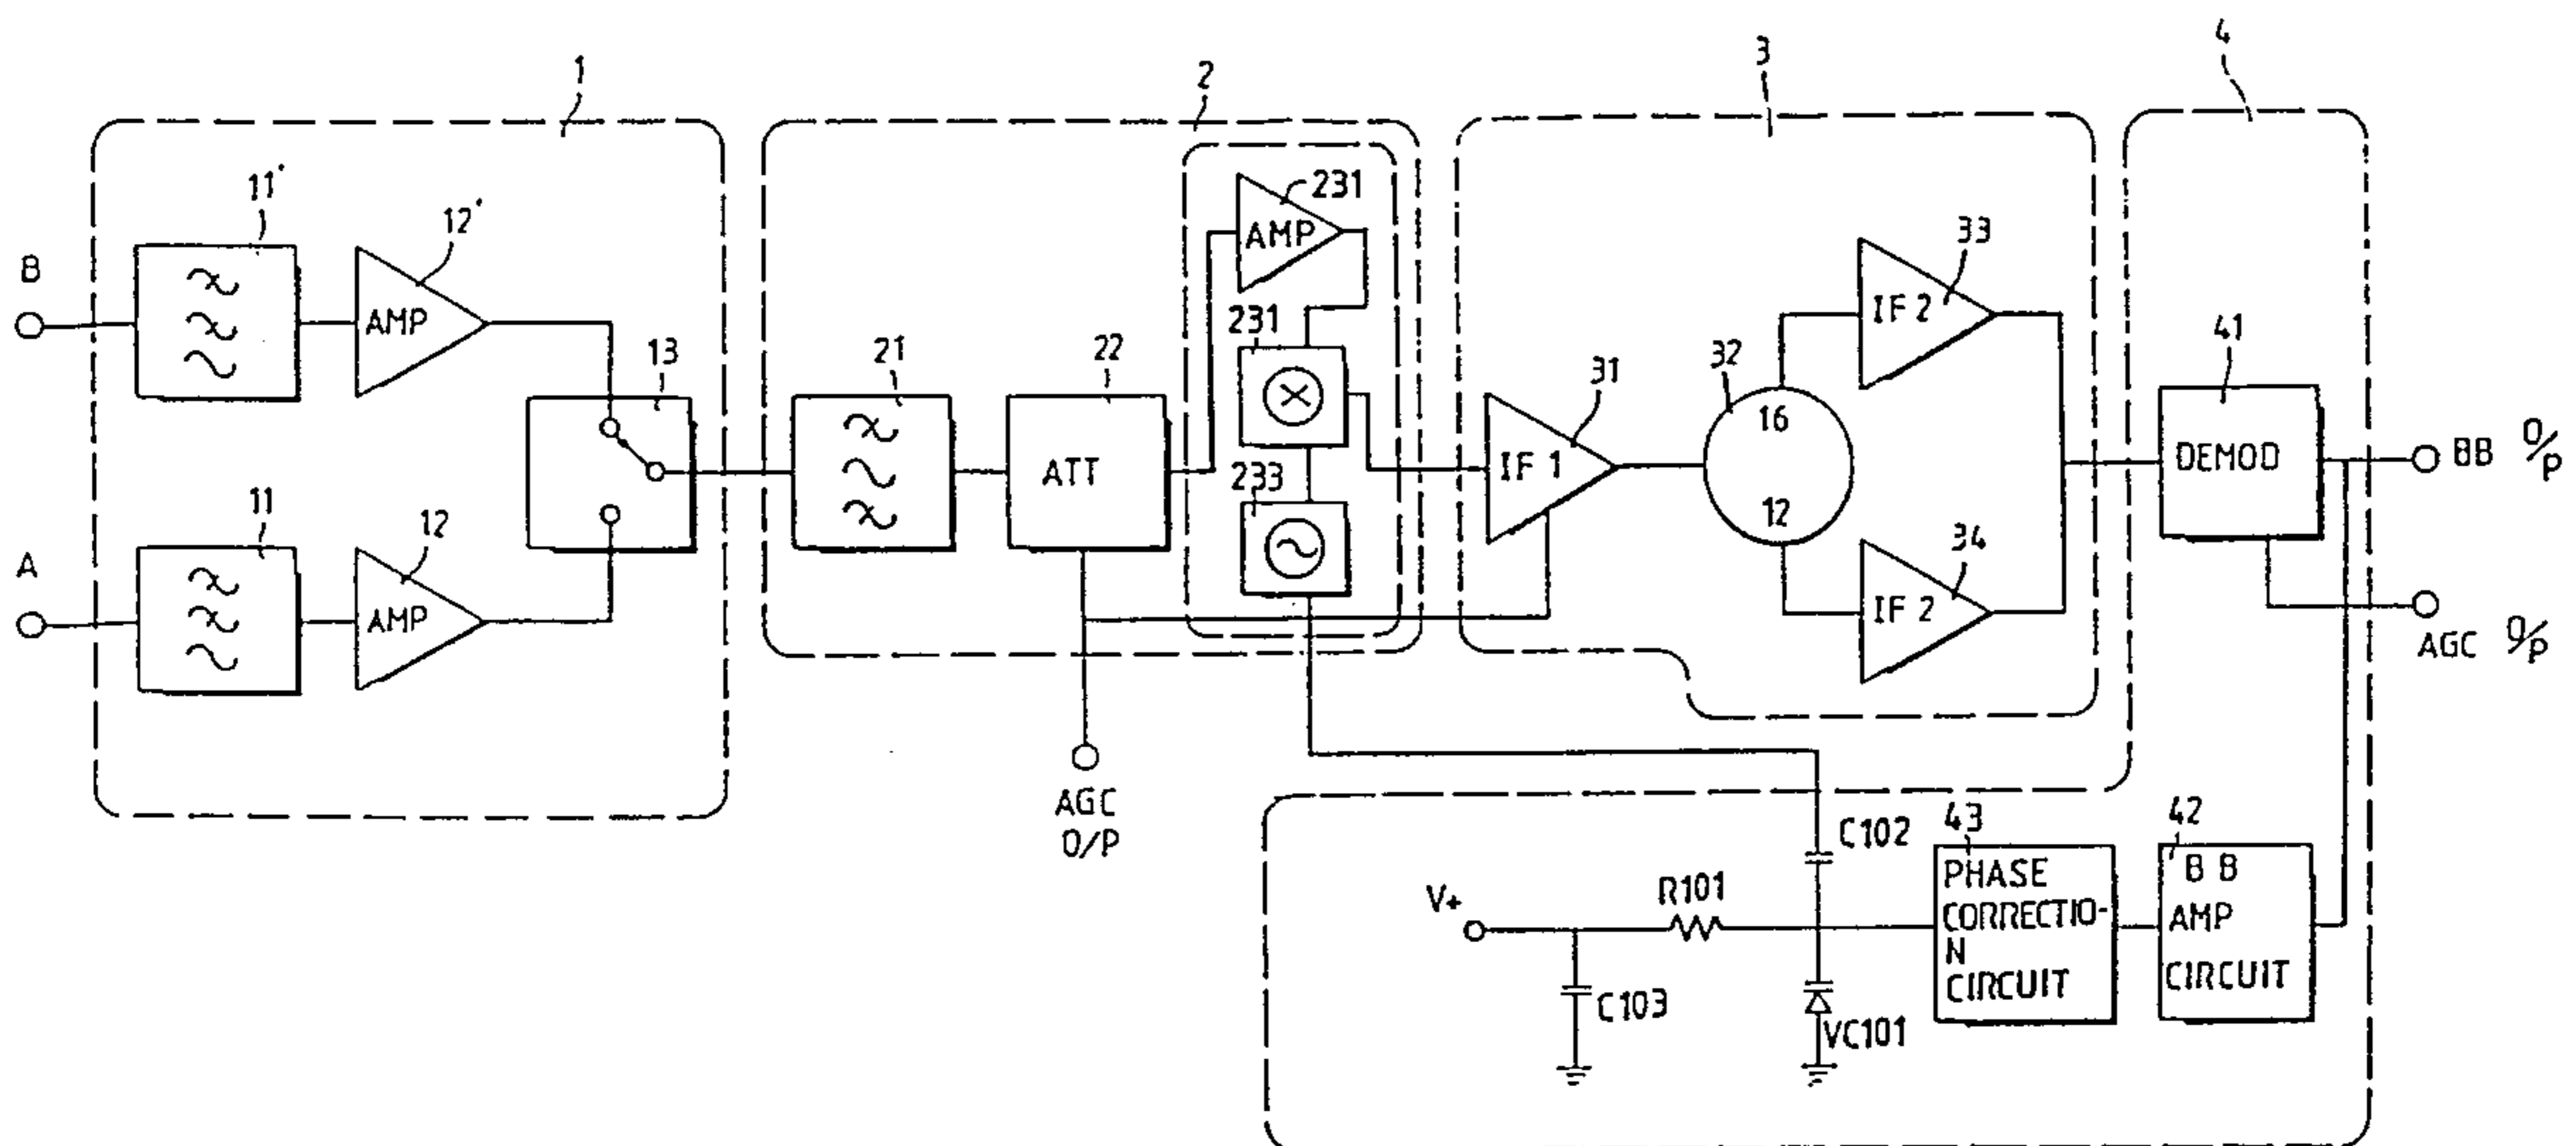 1
2
3
4
B
11'
12'
AMP
A
11
12
AMP
13
21
22
ATT
231
AMP
231
233
AGC
O/P
31
IF 1
32
16
12
33
IF 2
34
IF 2
41
DEMOD
BB O/P
AGC O/P
V+
C103
R101
C102
VC101
43
PHASE
CORRECTIO-
N
CIRCUIT
42
B B
AMP
CIRCUIT